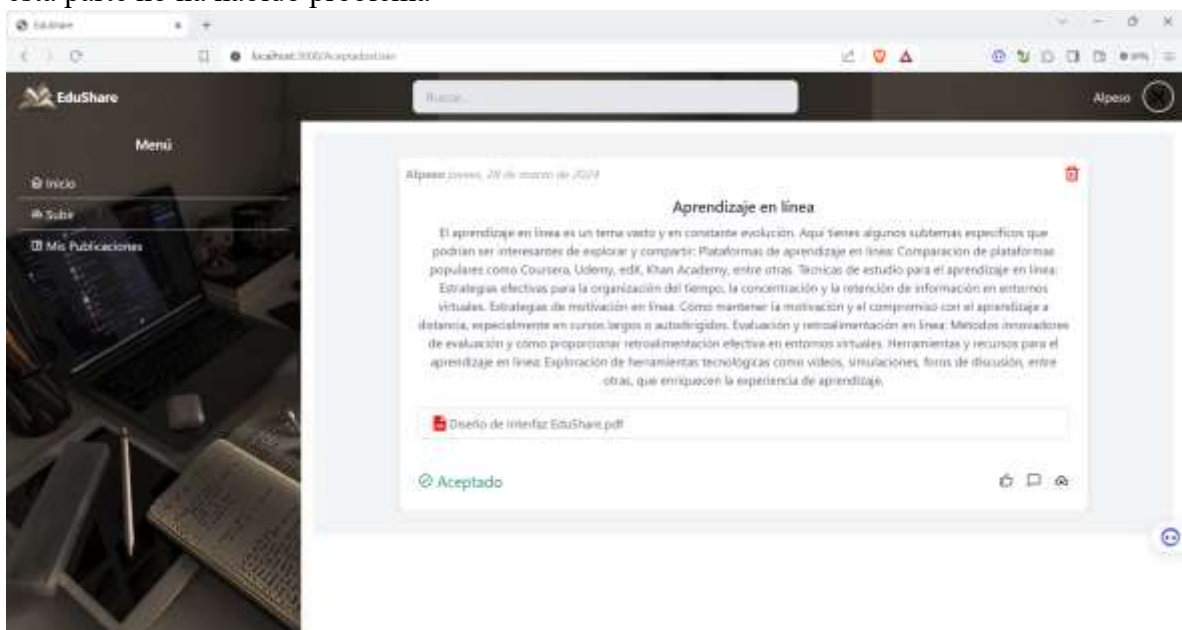 esta parte no ha habido problema
EduShare
localhost:3000/AceptadosUser
EduShare
Buscar...
Alpeso
Menú
Inicio
Subir
Mis Publicaciones
Alpeso jueves, 28 de marzo de 2024
Aprendizaje en línea
El aprendizaje en línea es un tema vasto y en constante evolución. Aquí tienes algunos subtemas específicos que
podrían ser interesantes de explorar y compartir: Plataformas de aprendizaje en línea: Comparación de plataformas
populares como Coursera, Udemy, edX, Khan Academy, entre otras. Técnicas de estudio para el aprendizaje en línea:
Estrategias efectivas para la organización del tiempo, la concentración y la retención de información en entornos
virtuales. Estrategias de motivación en línea: Cómo mantener la motivación y el compromiso con el aprendizaje a
distancia, especialmente en cursos largos o autodirigidos. Evaluación y retroalimentación en línea: Métodos innovadores
de evaluación y cómo proporcionar retroalimentación efectiva en entornos virtuales. Herramientas y recursos para el
aprendizaje en línea: Exploración de herramientas tecnológicas como videos, simulaciones, foros de discusión, entre
otras, que enriquecen la experiencia de aprendizaje.
Diseño de Interfaz EduShare.pdf
Aceptado